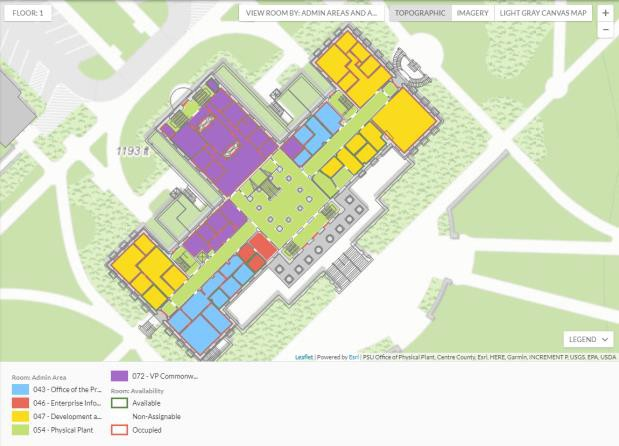 FLOOR: 1
VIEW ROOM BY: ADMIN AREAS AND A...
TOPOGRAPHIC
IMAGERY
LIGHT GRAY CANVAS MAP
+
−
1193 ft
LEGEND
Leaflet | Powered by Esri | PSU Office of Physical Plant, Centre County, Esri, HERE, Garmin, INCREMENT P, USGS, EPA, USDA
Room: Admin Area
043 - Office of the Pr...
046 - Enterprise Info...
047 - Development a...
054 - Physical Plant
072 - VP Commonw...
Room: Availability
Available
Non-Assignable
Occupied